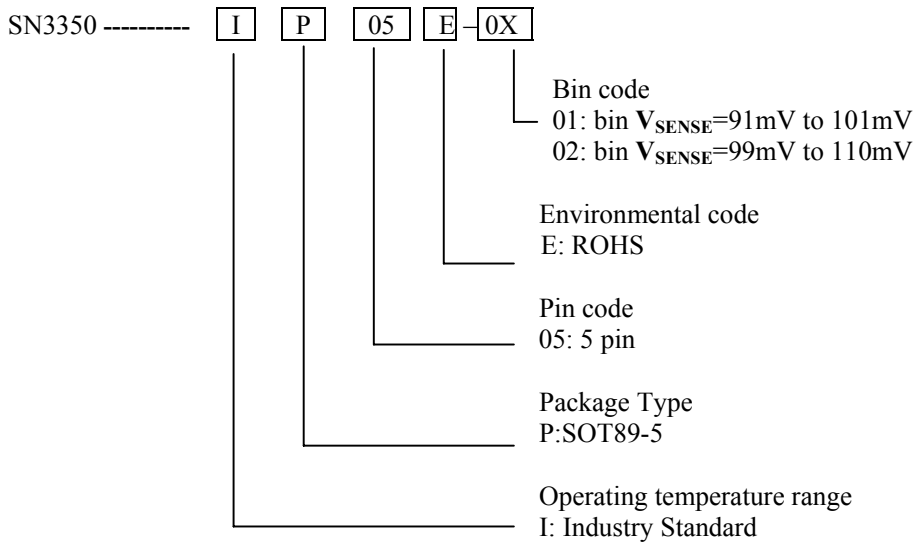 SN3350 ---------- I P 05 E – 0X
Bin code
01: bin VSENSE=91mV to 101mV
02: bin VSENSE=99mV to 110mV
Environmental code
E: ROHS
Pin code
05: 5 pin
Package Type
P:SOT89-5
Operating temperature range
I: Industry Standard